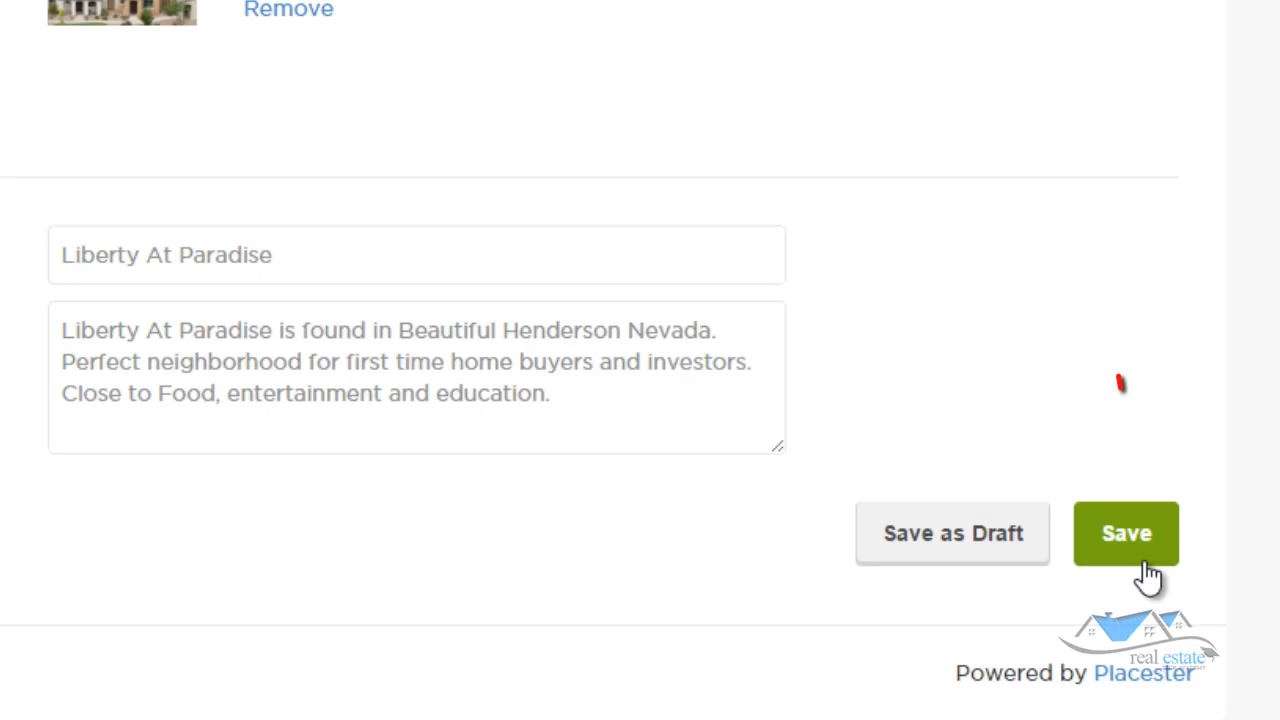 Remove
Liberty At Paradise
Liberty At Paradise is found in Beautiful Henderson Nevada.
Perfect neighborhood for first time home buyers and investors.
Close to Food, entertainment and education.
Save as Draft
Save
real estate
Powered by Placester